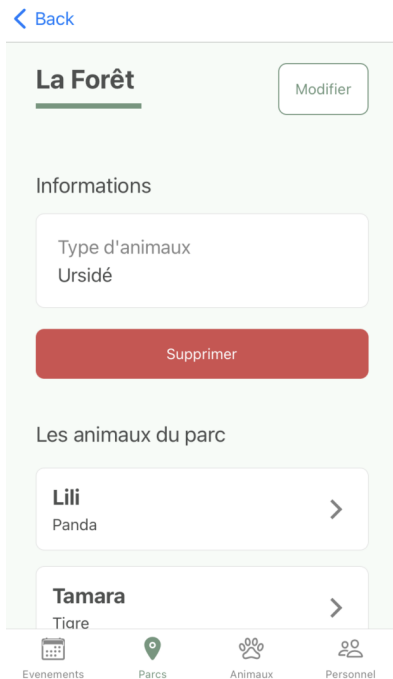 Back
La Forêt
Modifier
Informations
Type d'animaux
Ursidé
Supprimer
Les animaux du parc
Lili
Panda
Tamara
Tigre
Evenements
Parcs
Animaux
Personnel